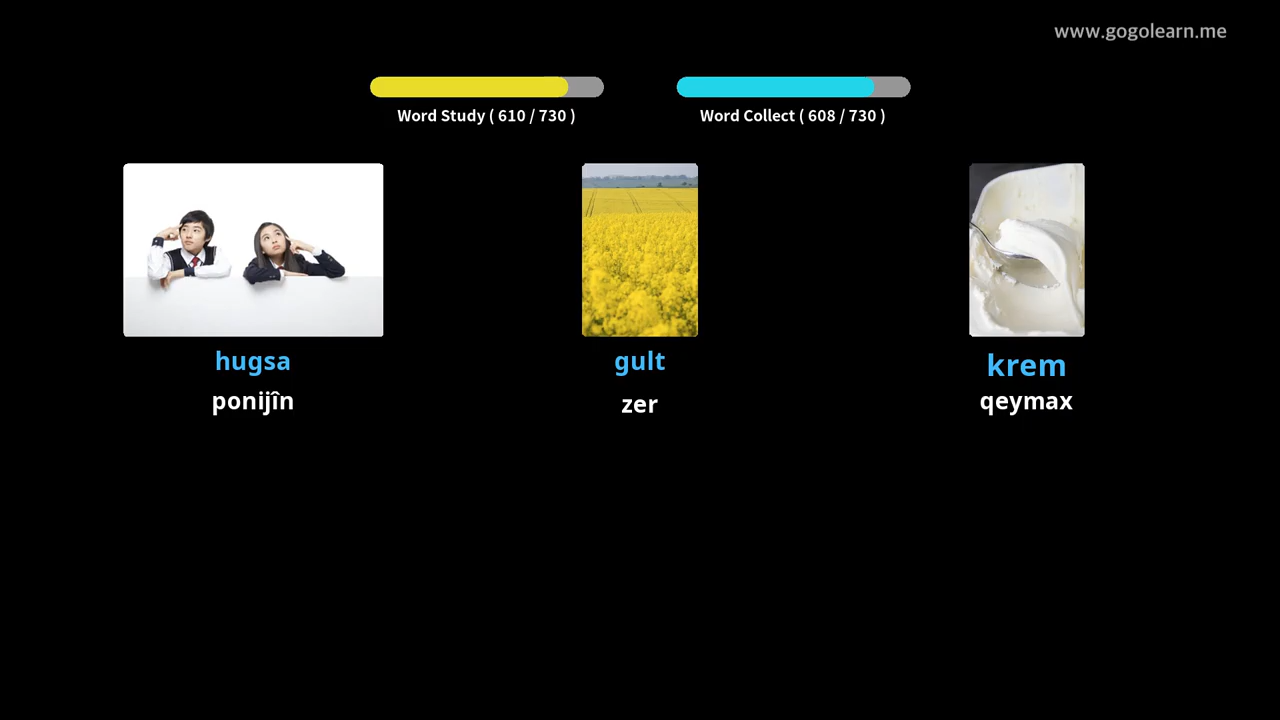 www.gogolearn.me
Word Study ( 610 / 730 )
Word Collect ( 608 / 730 )
hugsa
ponijîn
gult
zer
krem
qeymax